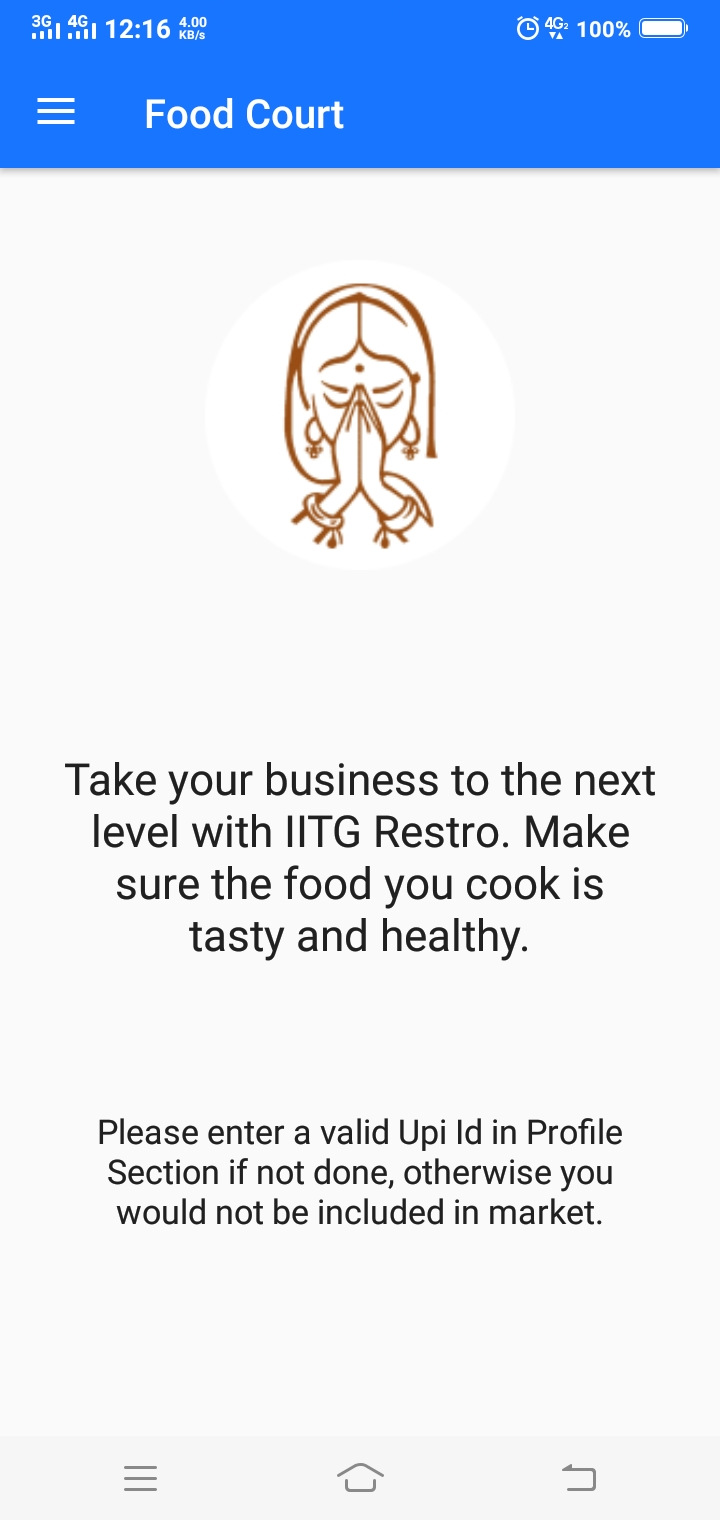 3G 4G 12:16 4.00 KB/s 4G2 100%
Food Court
Take your business to the next
level with IITG Restro. Make
sure the food you cook is
tasty and healthy.
Please enter a valid Upi Id in Profile
Section if not done, otherwise you
would not be included in market.